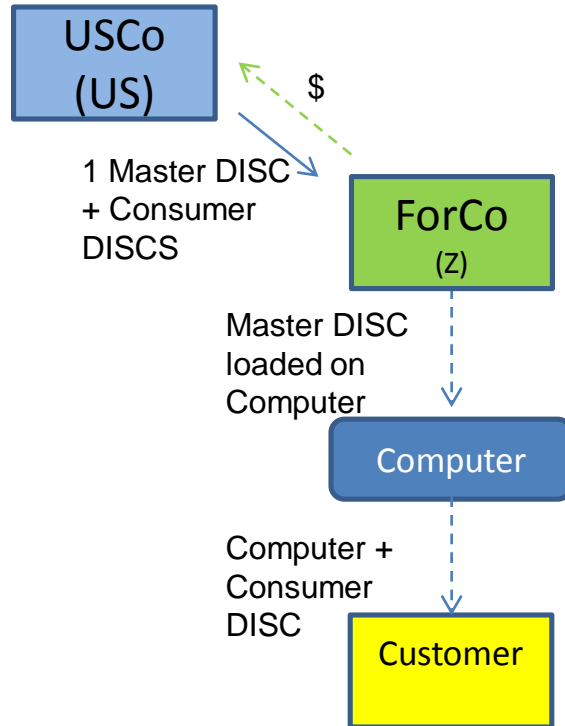 USCo
(US)
$
1 Master DISC
+ Consumer
DISCS
ForCo
(Z)
Master DISC
loaded on
Computer
Computer
Computer +
Consumer
DISC
Customer